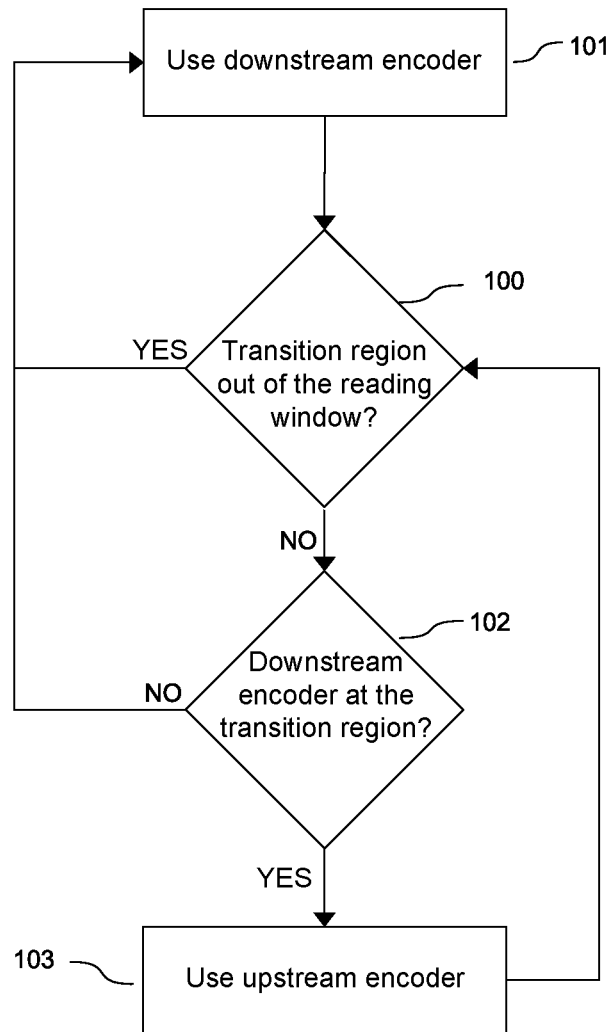 Use downstream encoder
101
100
YES
Transition region
out of the reading
window?
NO
102
Downstream
encoder at the
transition region?
NO
YES
103
Use upstream encoder